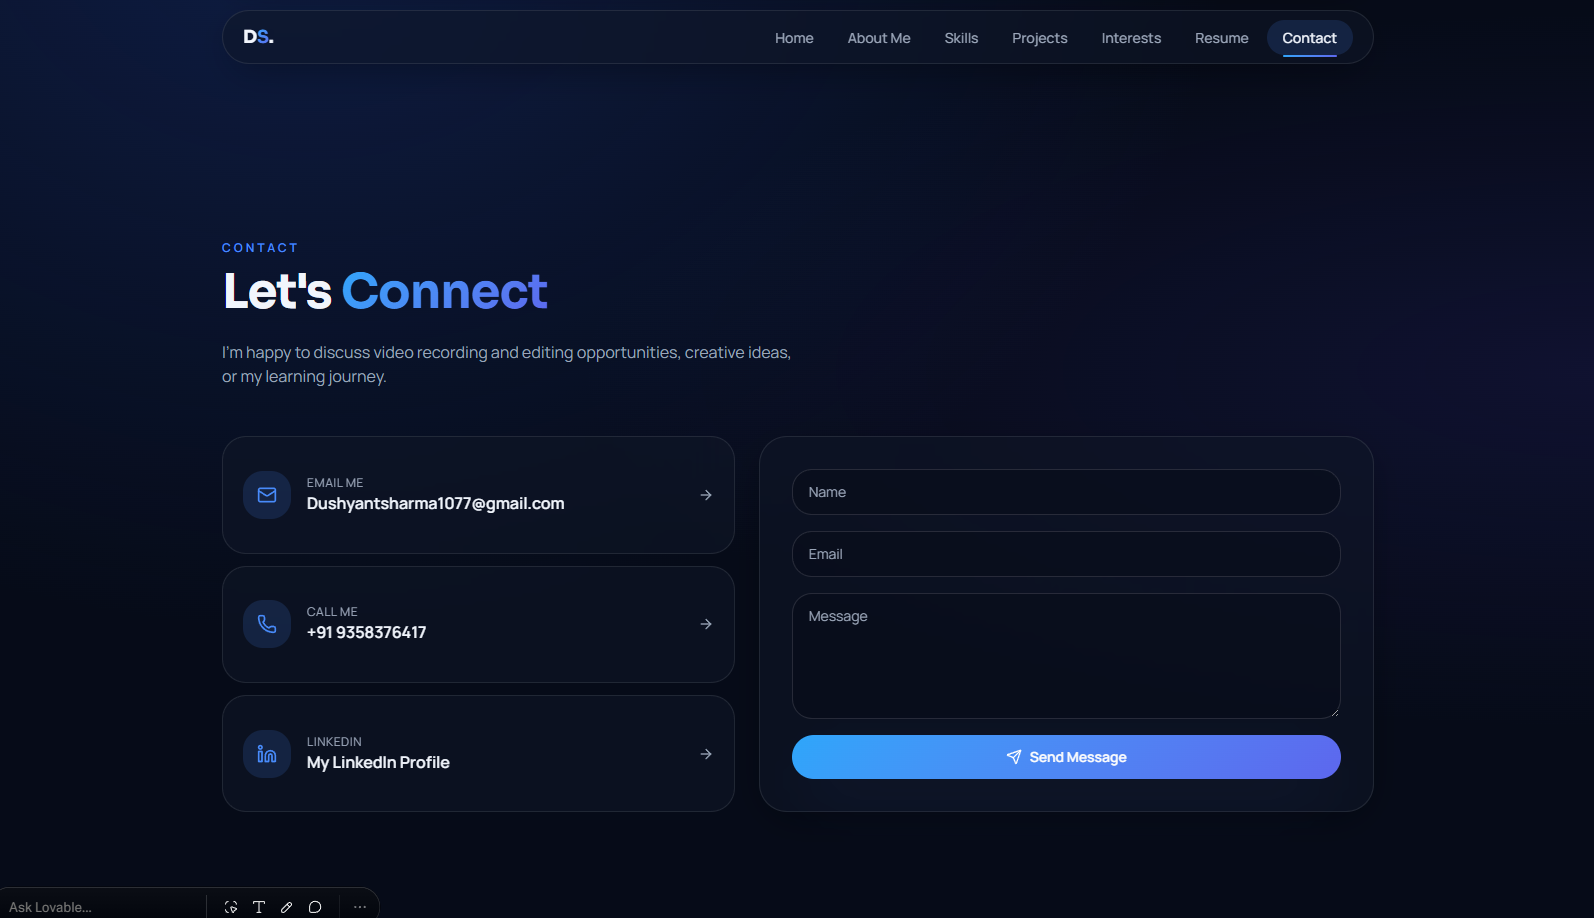 DS.
Home About Me Skills Projects Interests Resume Contact
CONTACT
Let's Connect
I'm happy to discuss video recording and editing opportunities, creative ideas,
or my learning journey.
EMAIL ME
Dushyantsharma1077@gmail.com
CALL ME
+91 9358376417
LINKEDIN
My LinkedIn Profile
Name
Email
Message
Send Message
Ask Lovable...